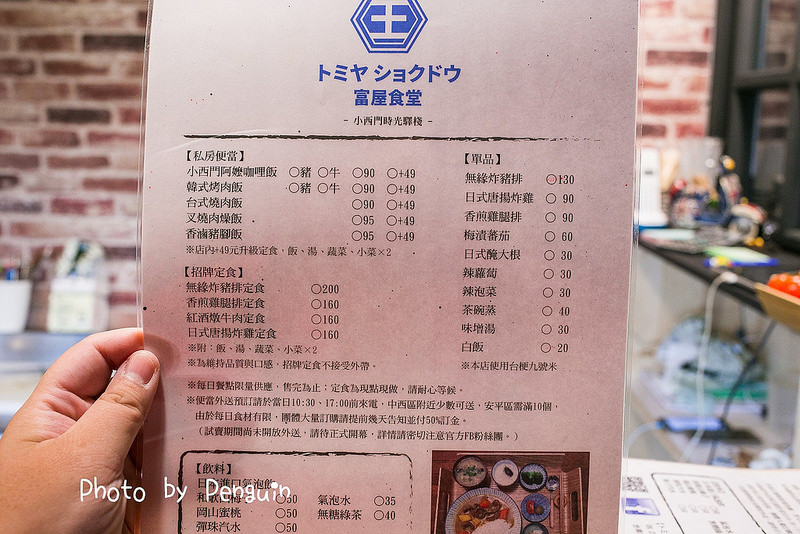 トミヤ ショクドウ
富屋食堂
- 小西門時光驛棧 -
【私房便當】
小西門阿嬤咖哩飯 ○豬 ○牛 ○90 ○+49
韓式烤肉飯 ○豬 ○牛 ○90 ○+49
台式燒肉飯 ○90 ○+49
叉燒肉燥飯 ○95 ○+49
香滷豬腳飯 ○95 ○+49
※店內+49元升級定食，飯、湯、蔬菜、小菜×2
【招牌定食】
無緣炸豬排定食 ○200
香煎雞腿排定食 ○160
紅酒燉牛肉定食 ○160
日式唐揚炸雞定食 ○160
※附：飯、湯、蔬菜、小菜×2
※為維持品質與口感，招牌定食不接受外帶。
【單品】
無緣炸豬排 ○130
日式唐揚炸雞 ○ 90
香煎雞腿排 ○ 90
梅漬蕃茄 ○ 60
日式醃大根 ○ 30
辣蘿蔔 ○ 30
辣泡菜 ○ 30
茶碗蒸 ○ 40
味增湯 ○ 30
白飯 ○ 20
※本店使用台梗九號米
※每日餐點限量供應，售完為止；定食為現點現做，請耐心等候。
※便當外送預訂請於當日10:30、17:00前來電，中西區附近少數可送，安平區需滿10個，
由於每日食材有限，團體大量訂購請提前幾天告知並付50%訂金。
（試賣期間尚未開放外送，請待正式開幕，詳情請密切注意官方FB粉絲團。）
【飲料】
日本進口氣泡飲
和歌山梅 ○50
岡山蜜桃 ○50
彈珠汽水 ○50
氣泡水 ○35
無糖綠茶 ○40
Photo by Penguin